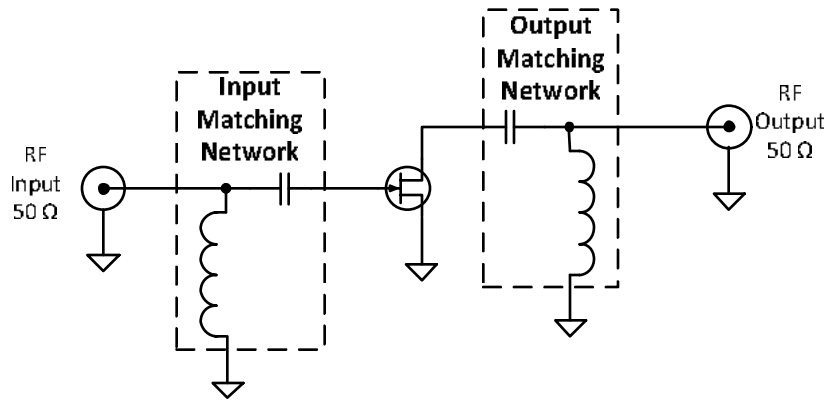 RF
Input
50 Ω
Input
Matching
Network
Output
Matching
Network
RF
Output
50 Ω